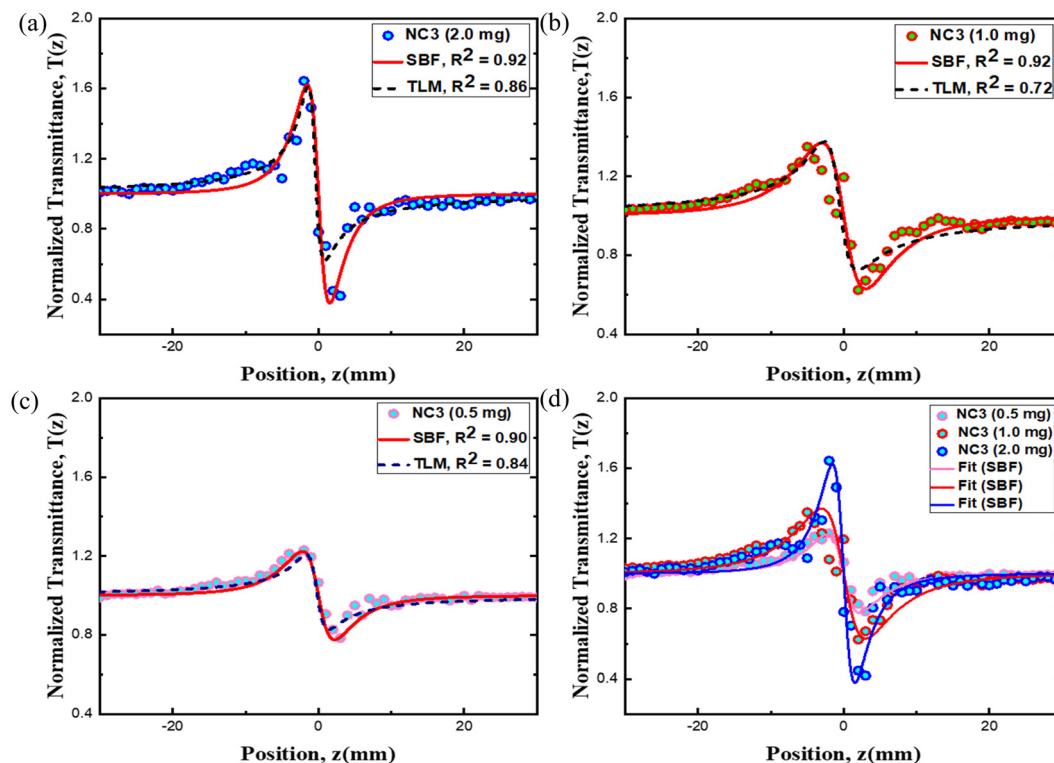 (a)
2.0
1.6
1.2
0.8
0.4
Normalized Transmittance, T(z)
NC3 (2.0 mg)
SBF, R² = 0.92
TLM, R² = 0.86
-20
0
20
Position, z(mm)
(b)
2.0
1.6
1.2
0.8
0.4
Normalized Transmittance,T(z)
NC3 (1.0 mg)
SBF, R² = 0.92
TLM, R² = 0.72
-20
0
20
Position, z(mm)
(c)
2.0
1.6
1.2
0.8
0.4
Normalized Transmittance, T(z)
NC3 (0.5 mg)
SBF, R² = 0.90
TLM, R² = 0.84
-20
0
20
Position, z(mm)
(d)
2.0
1.6
1.2
0.8
0.4
Normalized Transmittance, T(z)
NC3 (0.5 mg)
NC3 (1.0 mg)
NC3 (2.0 mg)
Fit (SBF)
Fit (SBF)
Fit (SBF)
-20
0
20
Position, z(mm)